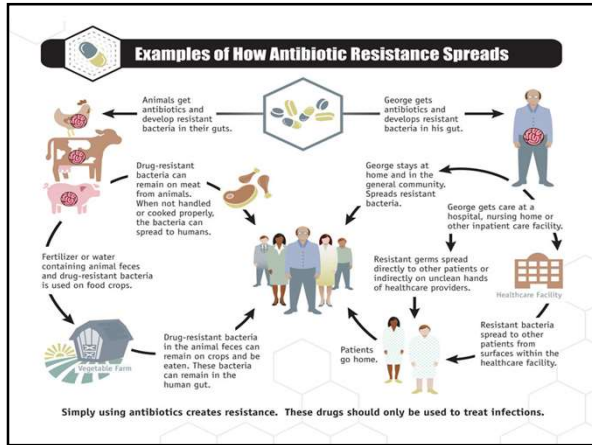 Examples of How Antibiotic Resistance Spreads
Animals get
antibiotics and
develop resistant
bacteria in their guts.
George gets
antibiotics and
develops resistant
bacteria in his gut.
Drug-resistant
bacteria can
remain on meat
from animals.
When not handled
or cooked properly,
the bacteria can
spread to humans.
George stays at
home and in the
general community.
Spreads resistant
bacteria.
George gets care at a
hospital, nursing home or
other inpatient care facility.
Fertilizer or water
containing animal feces
and drug-resistant bacteria
is used on food crops.
Resistant germs spread
directly to other patients or
indirectly on unclean hands
of healthcare providers.
Healthcare Facility
Vegetable Farm
Drug-resistant bacteria
in the animal feces can
remain on crops and be
eaten. These bacteria
can remain in the
human gut.
Patients
go home.
Resistant bacteria
spread to other
patients from
surfaces within the
healthcare facility.
Simply using antibiotics creates resistance. These drugs should only be used to treat infections.